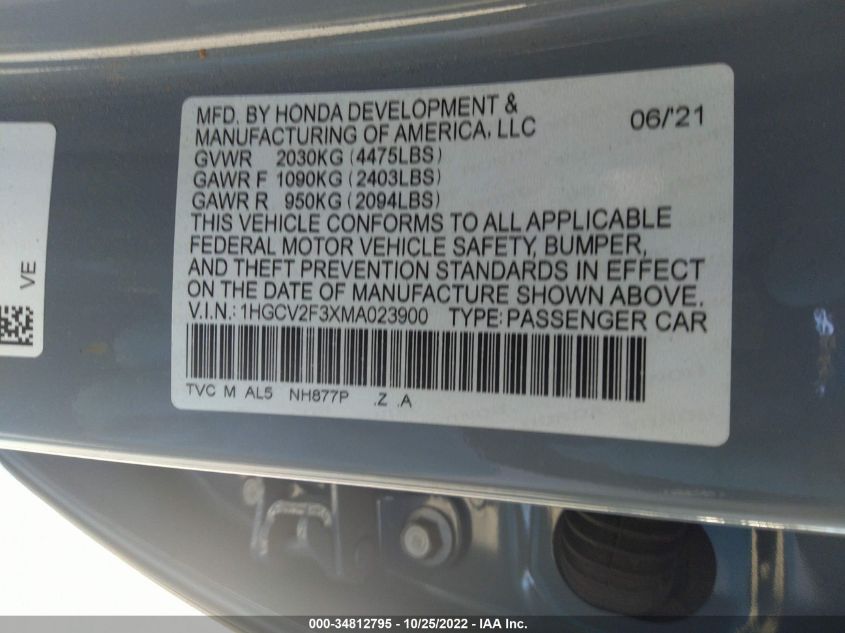 MFD. BY HONDA DEVELOPMENT & 06/'21
MANUFACTURING OF AMERICA, LLC
GVWR 2030KG (4475LBS)
GAWR F 1090KG (2403LBS)
GAWR R 950KG (2094LBS)
THIS VEHICLE CONFORMS TO ALL APPLICABLE
FEDERAL MOTOR VEHICLE SAFETY, BUMPER,
AND THEFT PREVENTION STANDARDS IN EFFECT
ON THE DATE OF MANUFACTURE SHOWN ABOVE.
V.I.N.: 1HGCV2F3XMA023900 TYPE: PASSENGER CAR
TVC M AL5 NH877P .Z .A
VE
000-34812795 - 10/25/2022 - IAA Inc.